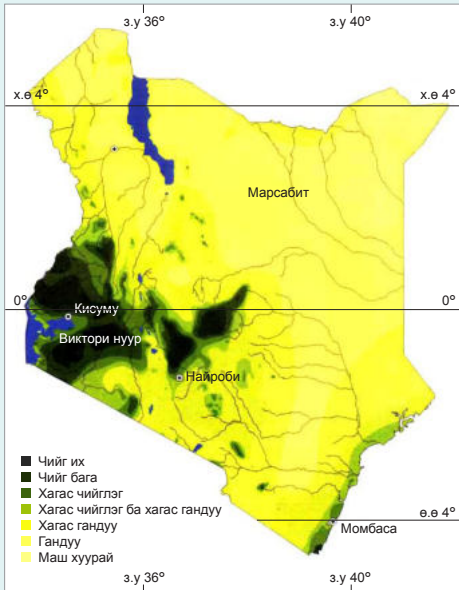 з.у 36° з.у 40°
х.ө 4° х.ө 4°
Марсабит
0° 0°
Кисуму
Виктори нуур
Найроби
Чийг их
Чийг бага
Хагас чийглэг
Хагас чийглэг ба хагас гандуу
Хагас гандуу
Гандуу
Маш хуурай
ө.ө 4°
Момбаса
з.у 36° з.у 40°